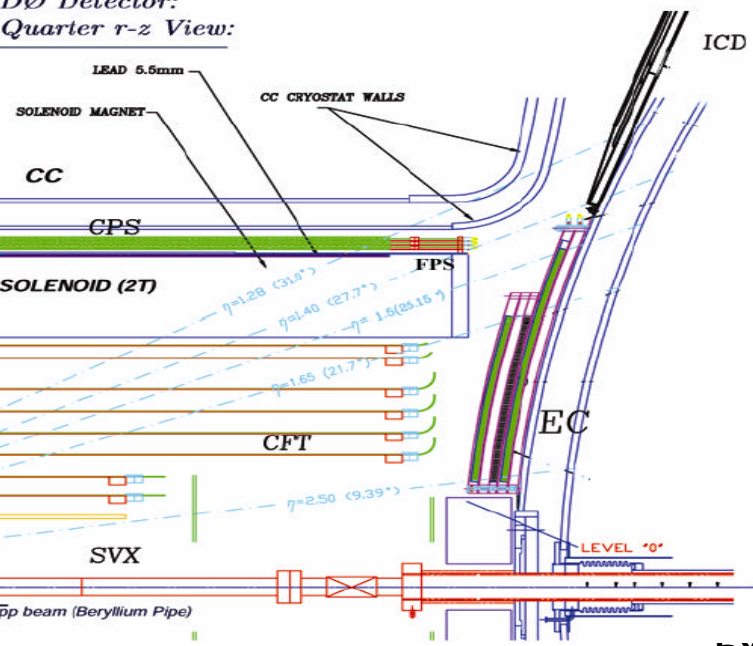 DØ Detector:
Quarter r-z View:
ICD
LEAD 5.5mm
CC CRYOSTAT WALLS
SOLENOID MAGNET
CC
CPS
FPS
SOLENOID (2T)
η=1.28 (31.0°)
η=1.40 (27.7°)
η= 1.5(25.15 °)
η=1.65 (21.7°)
EC
CFT
η=2.50 (9.39°)
LEVEL "0"
SVX
p̅p beam (Beryllium Pipe)